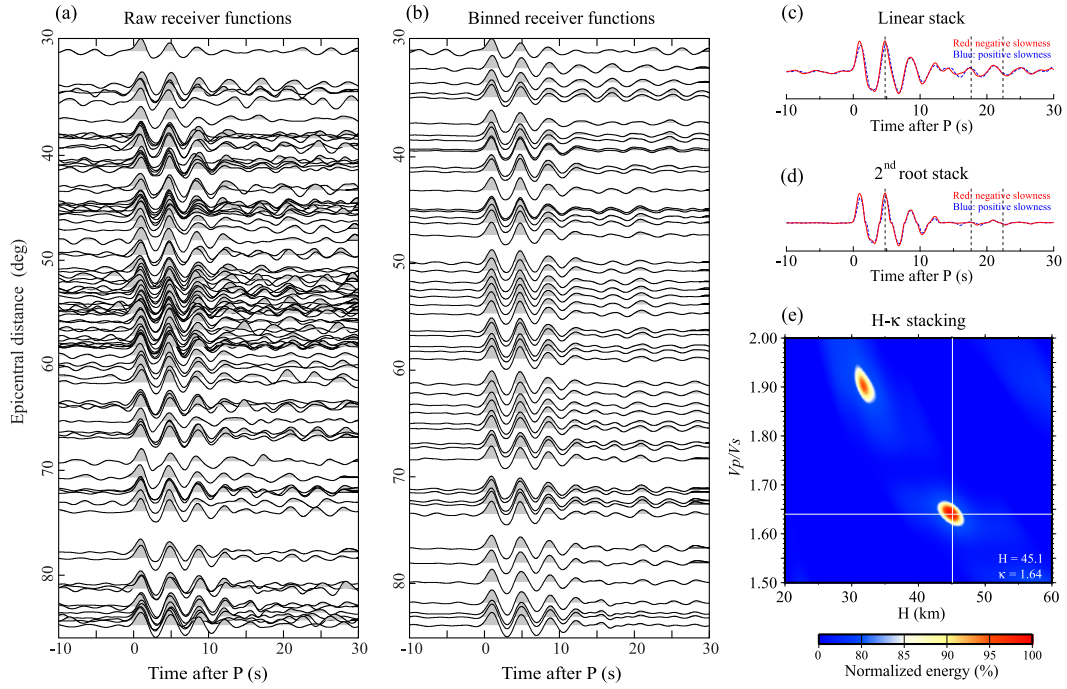 (a) Raw receiver functions
(b) Binned receiver functions
(c) Linear stack
Red: negative slowness
Blue: positive slowness
-10 0 10 20 30
Time after P (s)
(d) 2nd root stack
Red: negative slowness
Blue: positive slowness
-10 0 10 20 30
Time after P (s)
(e) H-κ stacking
2.00
1.90
1.80
1.70
1.60
1.50
Vp/Vs
H = 45.1
κ = 1.64
20 30 40 50 60
H (km)
0 80 85 90 95 100
Normalized energy (%)
Epicentral distance (deg)
30
40
50
60
70
80
-10 0 10 20 30
Time after P (s)
30
40
50
60
70
80
-10 0 10 20 30
Time after P (s)